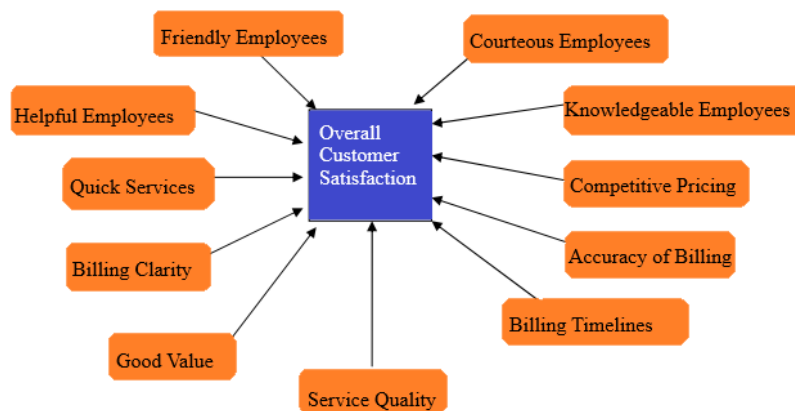 Friendly Employees
Courteous Employees
Helpful Employees
Overall
Customer
Satisfaction
Knowledgeable Employees
Quick Services
Competitive Pricing
Billing Clarity
Accuracy of Billing
Good Value
Billing Timelines
Service Quality